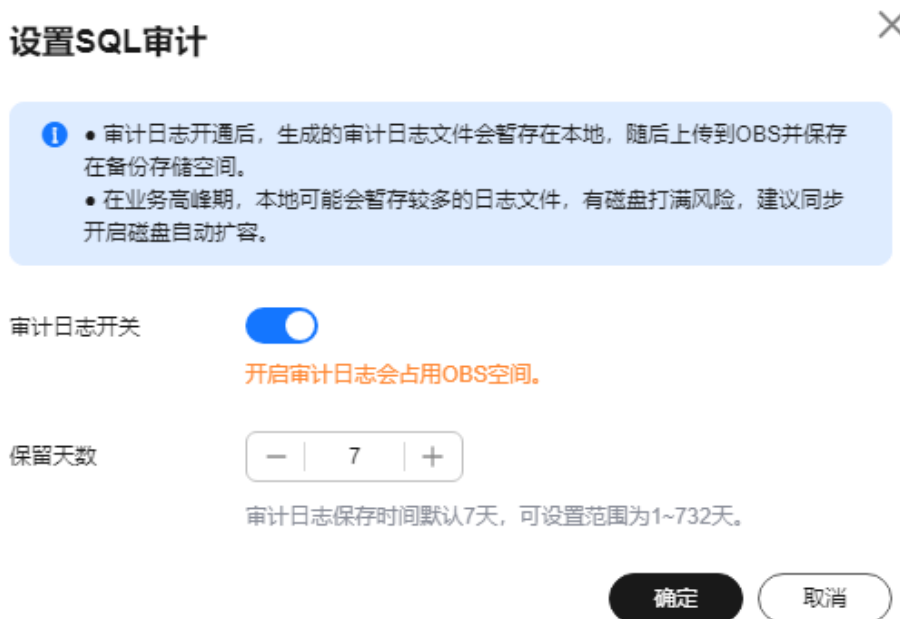 设置SQL审计
● 审计日志开通后，生成的审计日志文件会暂存在本地，随后上传到OBS并保存
在备份存储空间。
● 在业务高峰期，本地可能会暂存较多的日志文件，有磁盘打满风险，建议同步
开启磁盘自动扩容。
审计日志开关
开启审计日志会占用OBS空间。
保留天数
7
审计日志保存时间默认7天，可设置范围为1~732天。
确定 取消